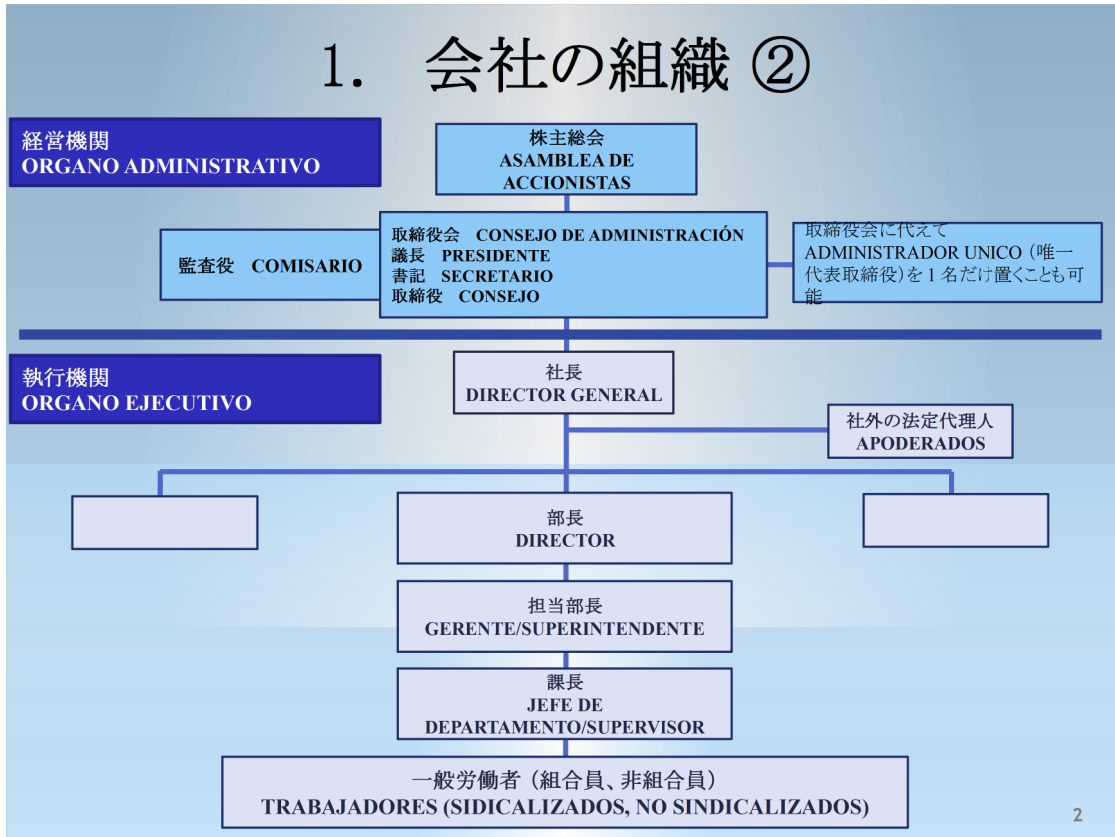 1. 会社の組織 ②
経営機関
ORGANO ADMINISTRATIVO
株主総会
ASAMBLEA DE
ACCIONISTAS
監査役 COMISARIO
取締役会 CONSEJO DE ADMINISTRACIÓN
議長 PRESIDENTE
書記 SECRETARIO
取締役 CONSEJO
取締役会に代えて
ADMINISTRADOR UNICO（唯一
代表取締役）を1名だけ置くことも可
能
執行機関
ORGANO EJECUTIVO
社長
DIRECTOR GENERAL
社外の法定代理人
APODERADOS
部長
DIRECTOR
担当部長
GERENTE/SUPERINTENDENTE
課長
JEFE DE
DEPARTAMENTO/SUPERVISOR
一般労働者（組合員、非組合員）
TRABAJADORES (SIDICALIZADOS, NO SINDICALIZADOS)
2